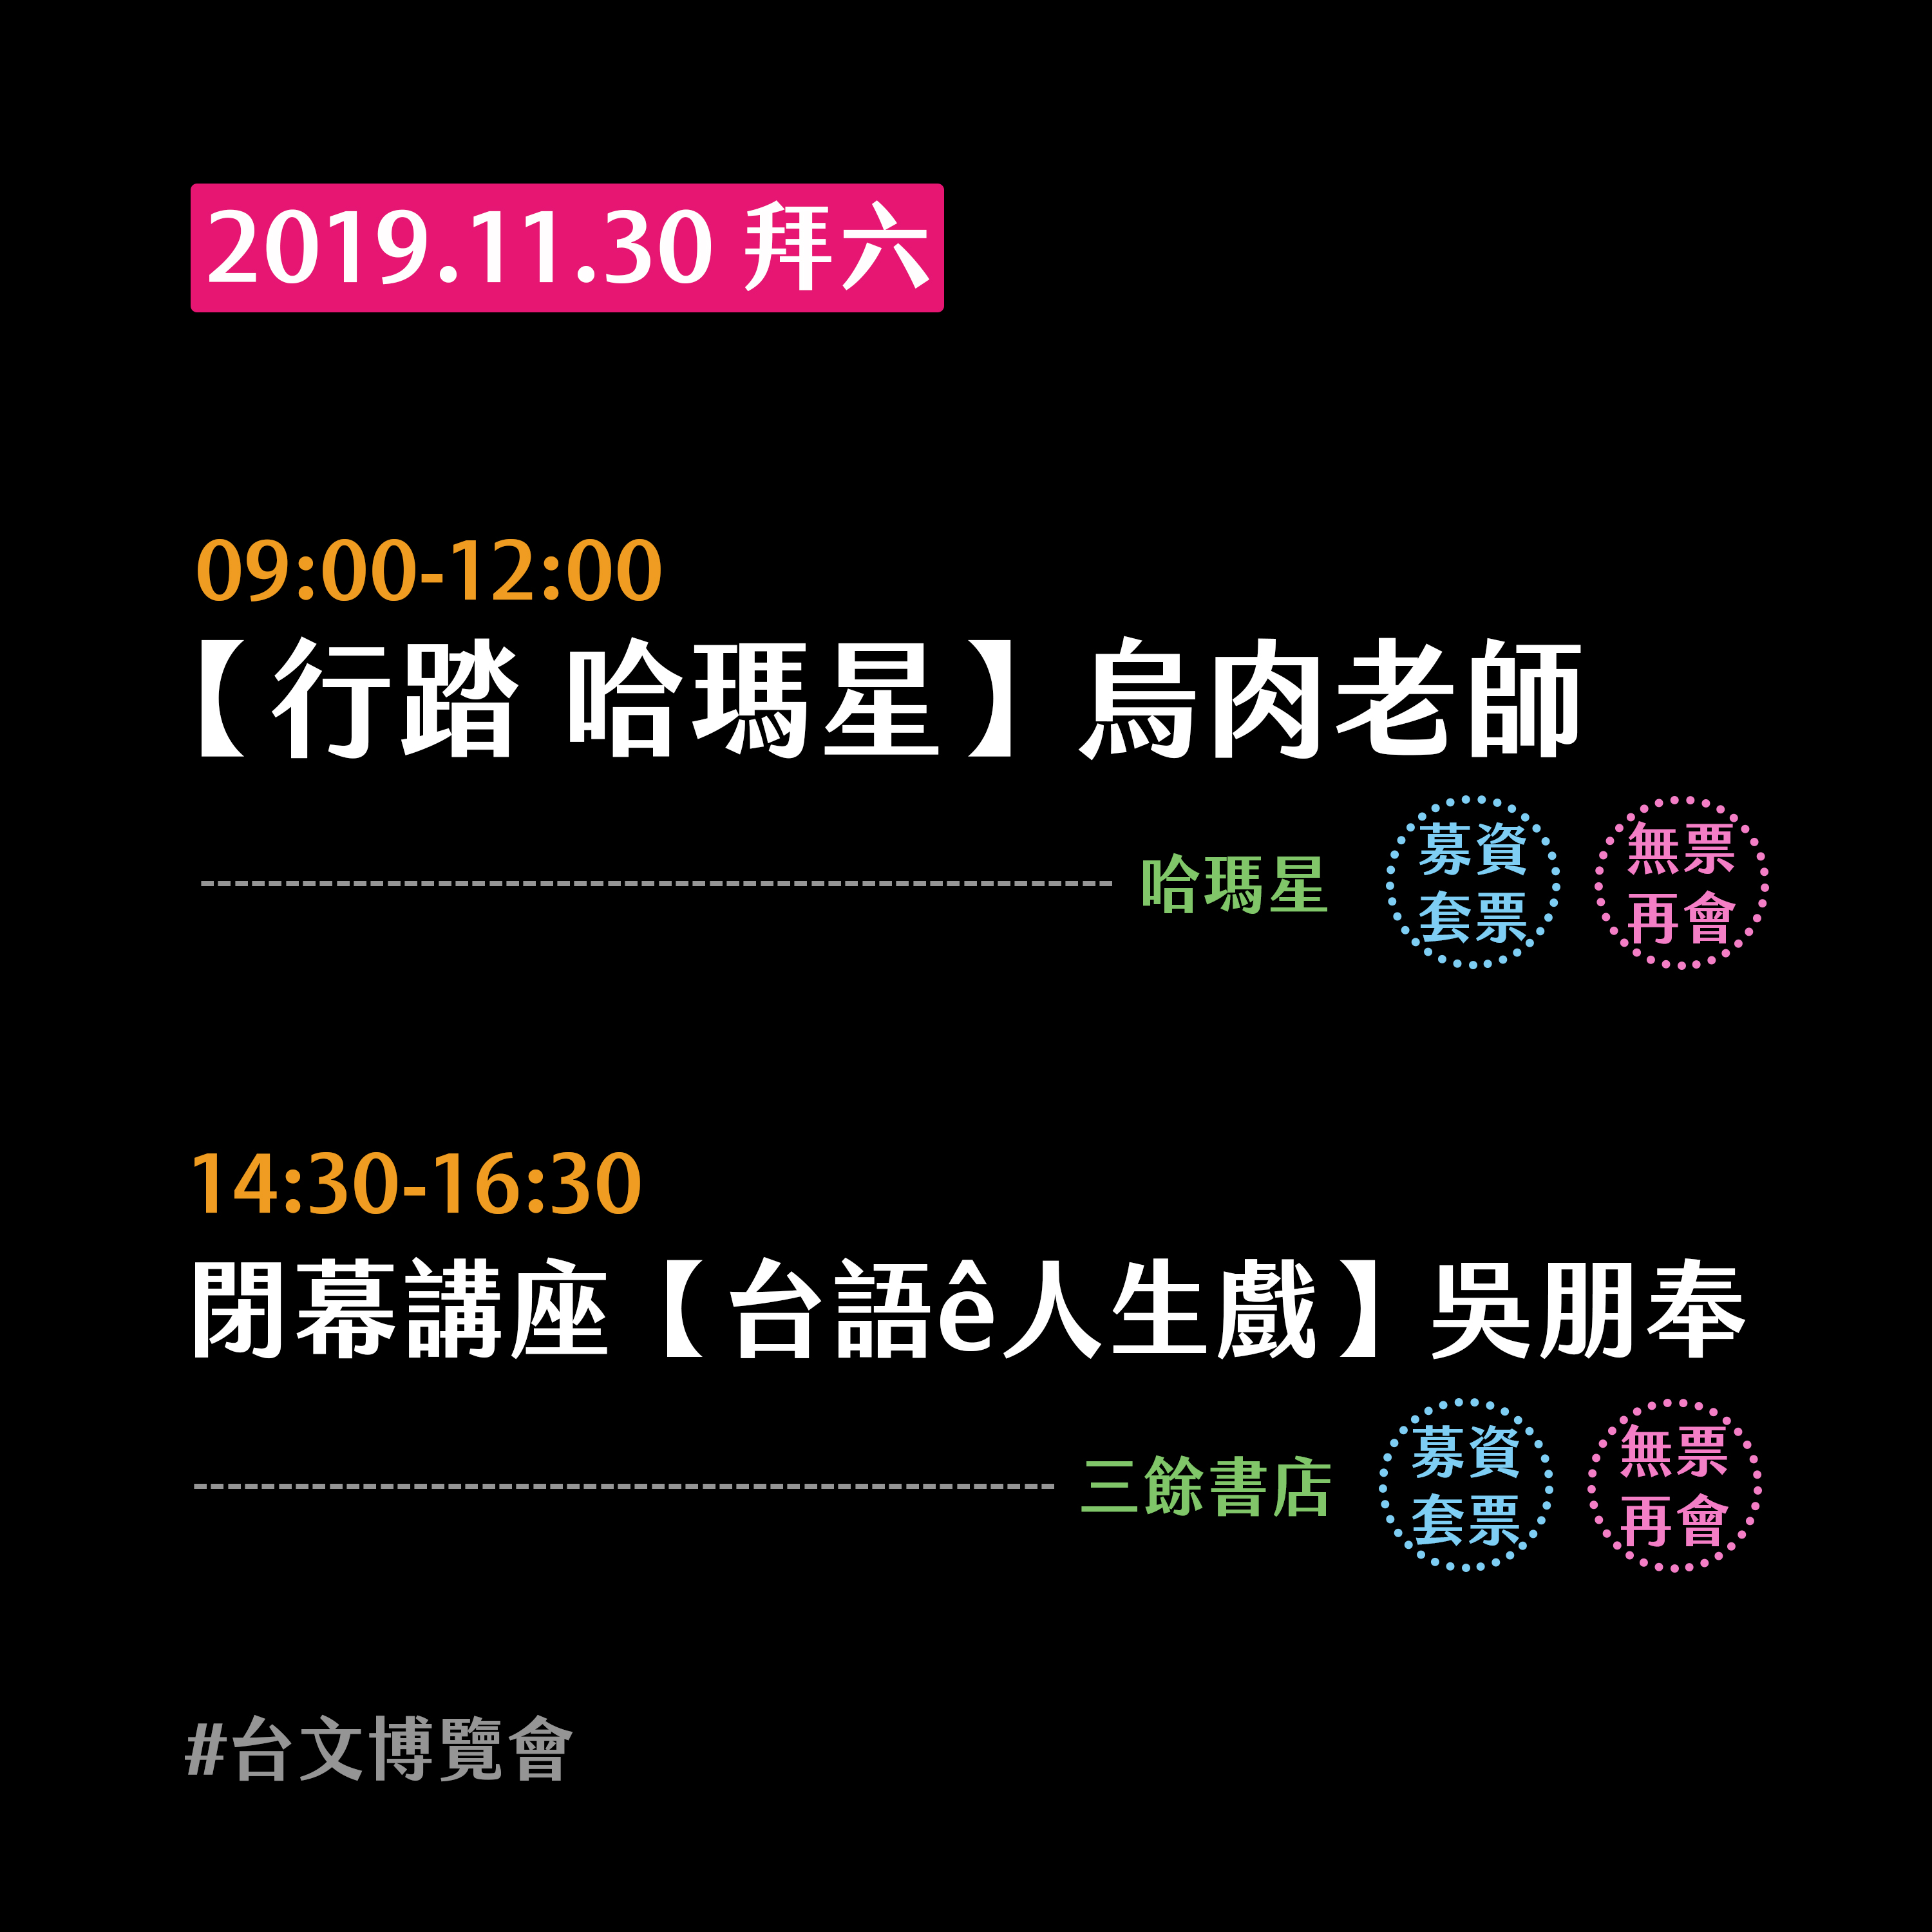 2019.11.30 拜六
09:00-12:00
【行踏 哈瑪星】烏肉老師
哈瑪星
募資
套票
無票
再會
14:30-16:30
閉幕講座【台語ê人生戲】吳朋奉
三餘書店
募資
套票
無票
再會
#台文博覽會